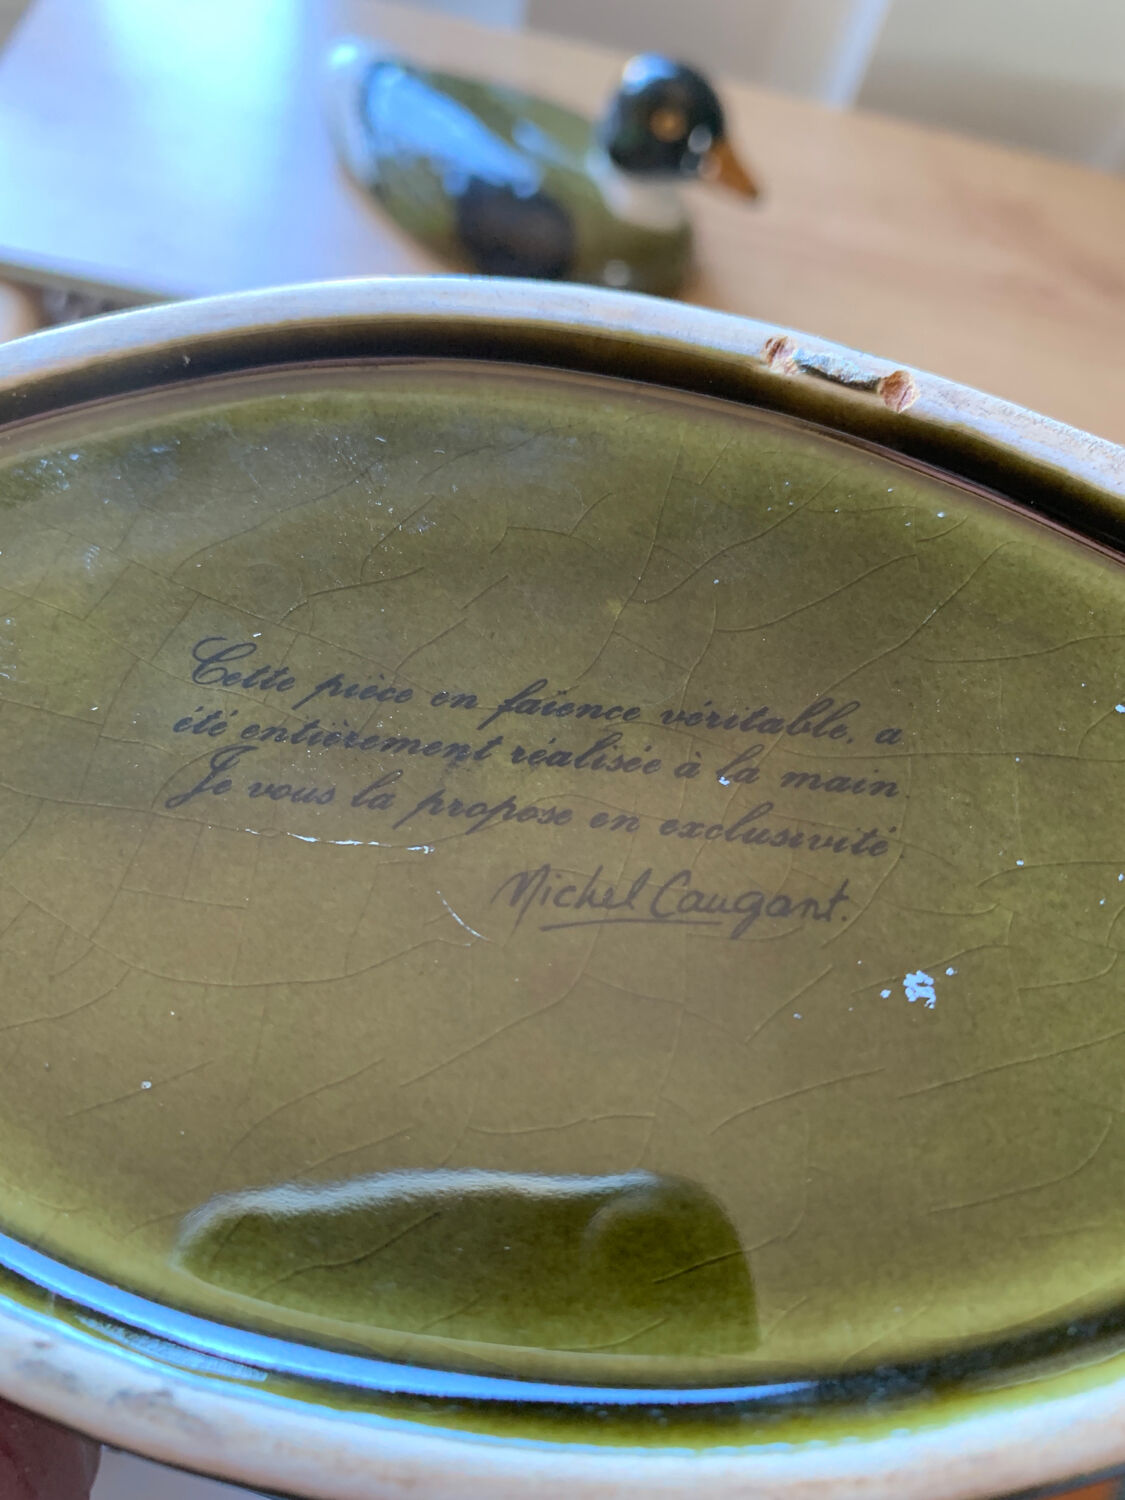 Cette pièce en faïence véritable, a
été entièrement réalisée à la main.
Je vous la propose en exclusivité.
Michel Caugant.